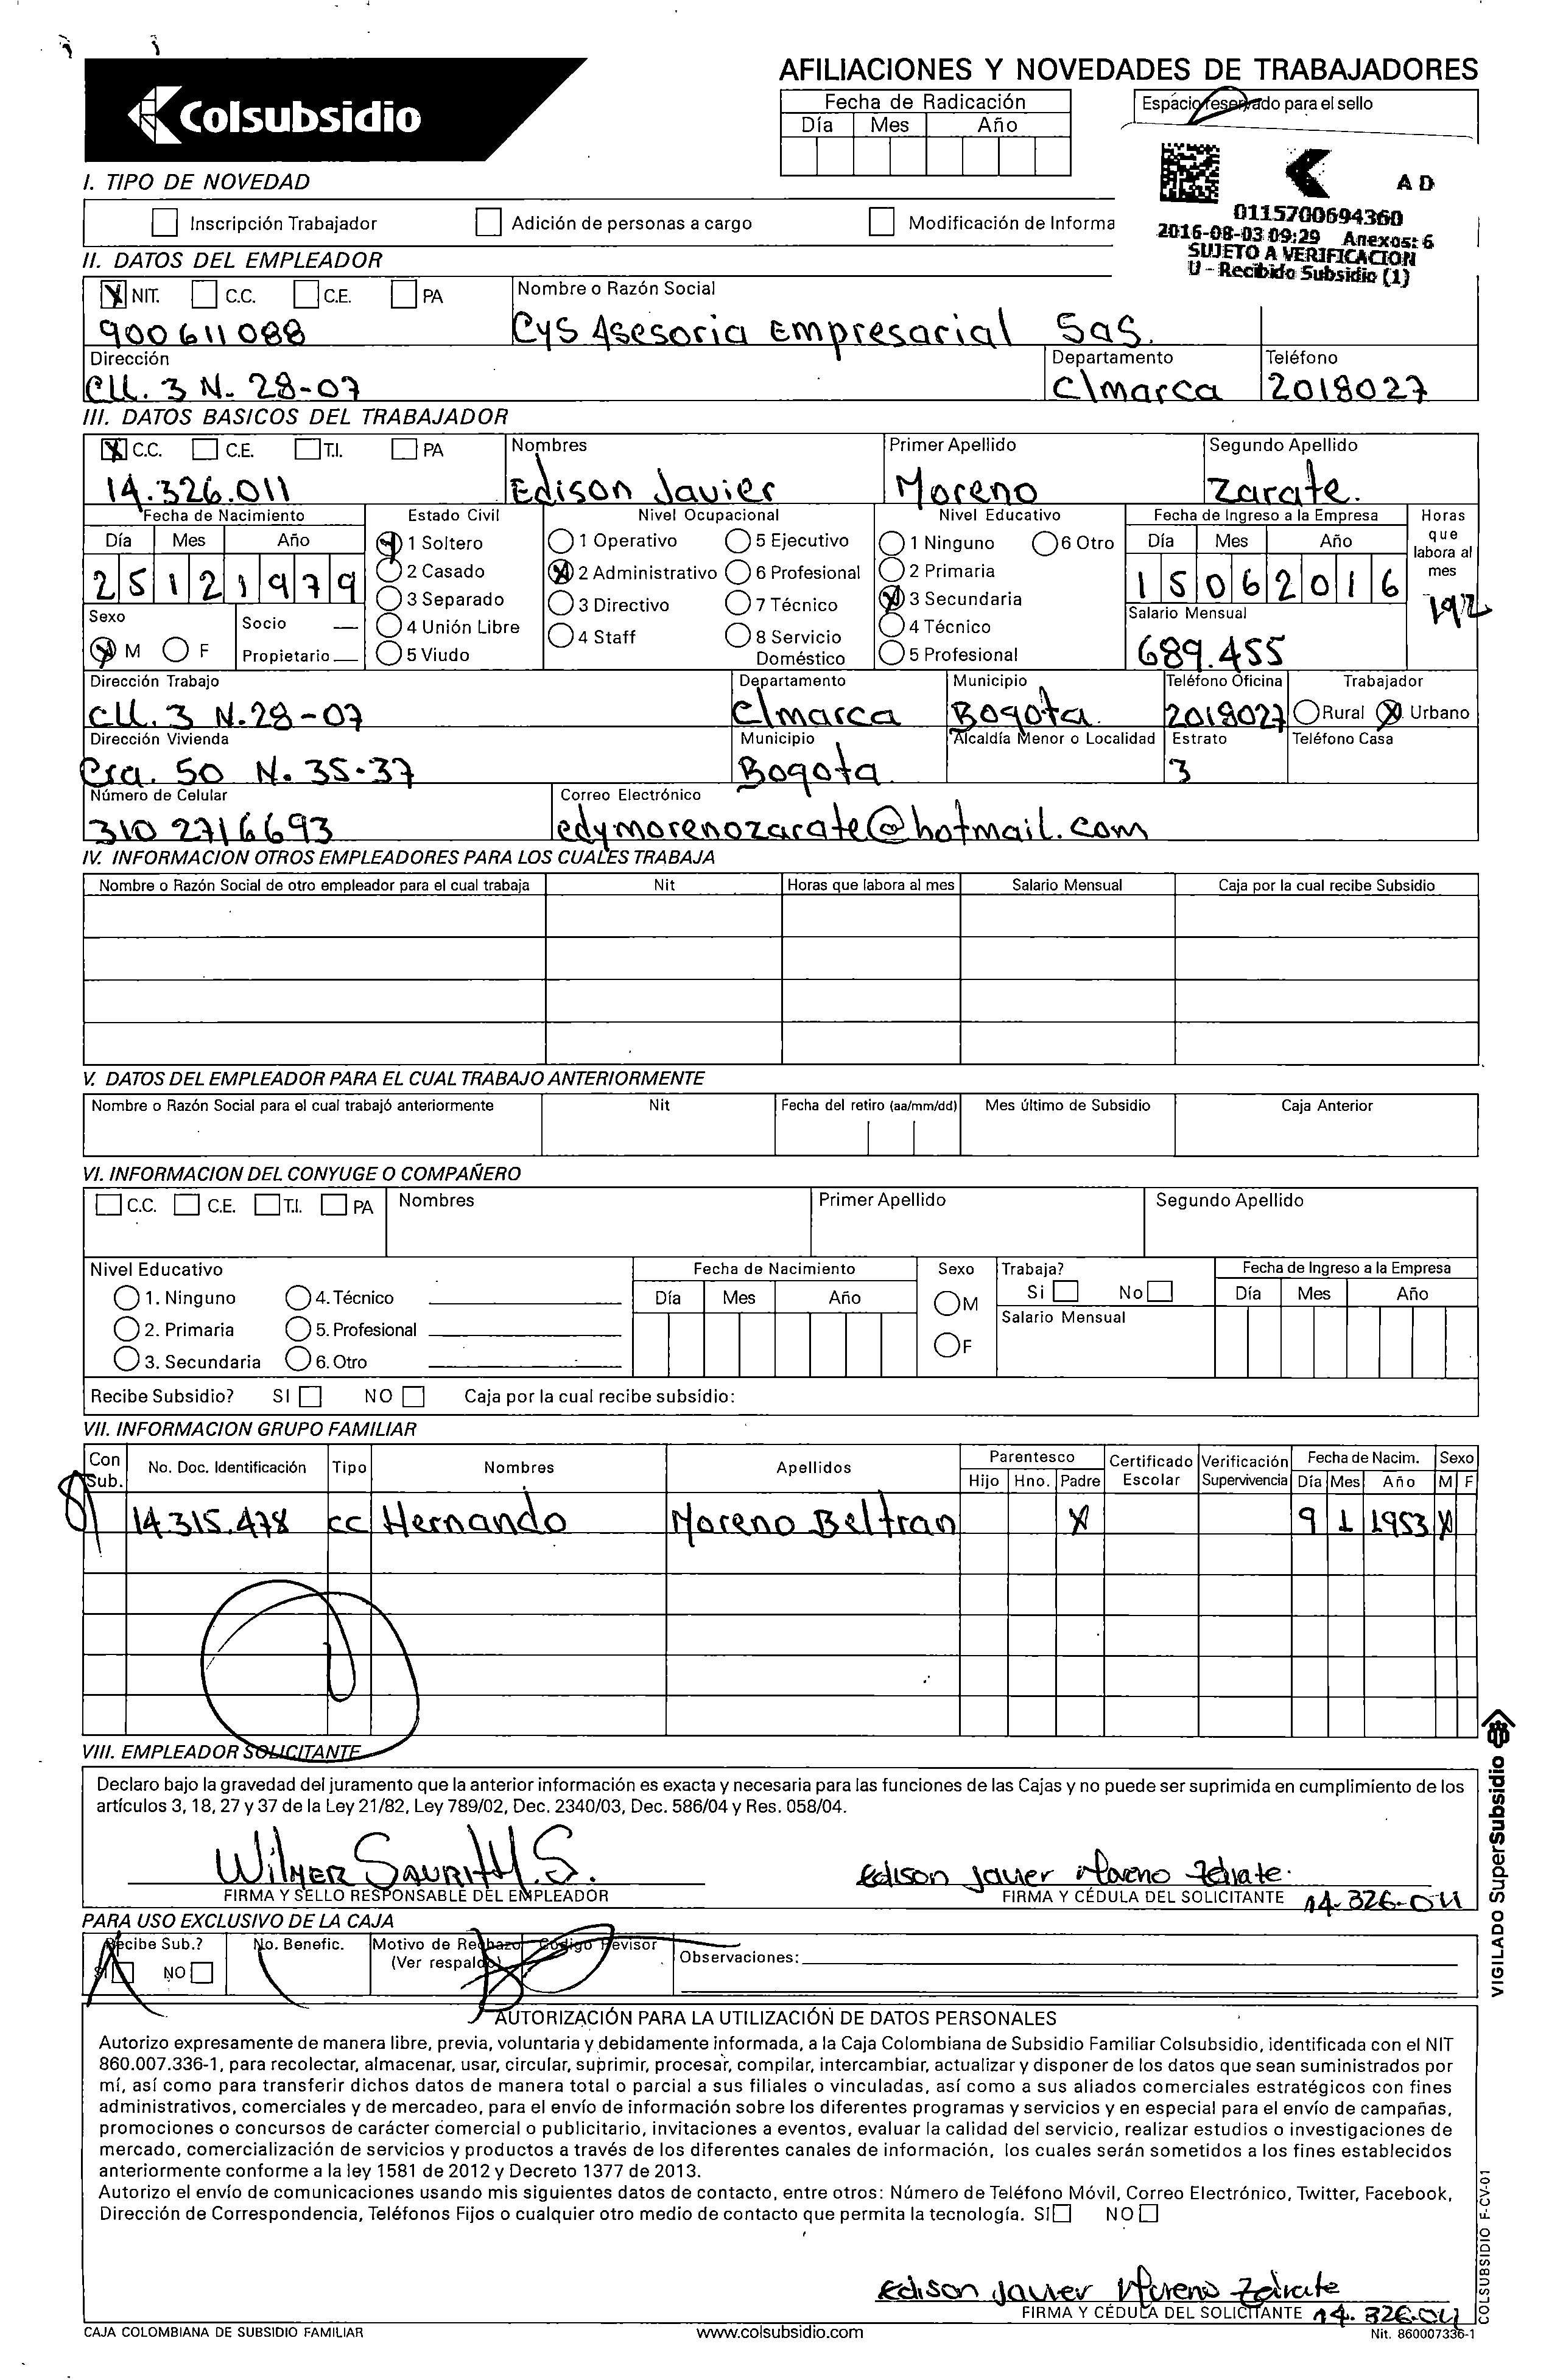 AFILIACIONES Y NOVEDADES DE TRABAJADORES
Colsubsidio
Fecha de Radicación
Día Mes Año
Espacio reservado para el sello
A D
0115700694360
2016-08-03 09:29 Anexos: 6
SUJETO A VERIFICACION
U - Recibido Subsidio (1)
I. TIPO DE NOVEDAD
Inscripción Trabajador Adición de personas a cargo Modificación de Informa
II. DATOS DEL EMPLEADOR
X NIT. C.C. C.E. PA Nombre o Razón Social
900611088 CyS Asesoria Empresarial SaS.
Dirección Departamento Teléfono
Cll. 3 N. 28-07 C/marca 2018027
III. DATOS BASICOS DEL TRABAJADOR
X C.C. C.E. T.I. PA Nombres Primer Apellido Segundo Apellido
14.326.011 Edison Javier Moreno Zarate.
Fecha de Nacimiento Estado Civil Nivel Ocupacional Nivel Educativo Fecha de Ingreso a la Empresa Horas que labora al mes
Día Mes Año 1 Soltero 1 Operativo 5 Ejecutivo 1 Ninguno 6 Otro Día Mes Año
25 12 1979 2 Casado X 2 Administrativo 6 Profesional 2 Primaria 15 06 2016
3 Separado 3 Directivo 7 Técnico X 3 Secundaria 192
Sexo Socio 4 Unión Libre 4 Staff 8 Servicio Doméstico 4 Técnico Salario Mensual
X M F Propietario 5 Viudo 5 Profesional 689.455
Dirección Trabajo Departamento Municipio Teléfono Oficina Trabajador
Cll. 3 N. 28-07 C/marca Bogota. 2018027 Rural X Urbano
Dirección Vivienda Municipio Alcaldía Menor o Localidad Estrato Teléfono Casa
Cra. 50 N. 35-37 Bogota 3
Número de Celular Correo Electrónico
310 2716693 edymorenozarate@hotmail.com
IV. INFORMACION OTROS EMPLEADORES PARA LOS CUALES TRABAJA
Nombre o Razón Social de otro empleador para el cual trabaja Nit Horas que labora al mes Salario Mensual Caja por la cual recibe Subsidio
V. DATOS DEL EMPLEADOR PARA EL CUAL TRABAJO ANTERIORMENTE
Nombre o Razón Social para el cual trabajó anteriormente Nit Fecha del retiro (aa/mm/dd) Mes último de Subsidio Caja Anterior
VI. INFORMACION DEL CONYUGE O COMPAÑERO
C.C. C.E. T.I. PA Nombres Primer Apellido Segundo Apellido
Nivel Educativo Fecha de Nacimiento Sexo Trabaja? Fecha de Ingreso a la Empresa
1. Ninguno 4. Técnico Día Mes Año M Si No Día Mes Año
2. Primaria 5. Profesional Salario Mensual
3. Secundaria 6. Otro F
Recibe Subsidio? SI NO Caja por la cual recibe subsidio:
VII. INFORMACION GRUPO FAMILIAR
Con Sub. No. Doc. Identificación Tipo Nombres Apellidos Parentesco Certificado Escolar Verificación Supervivencia Fecha de Nacim. Sexo
Hijo Hno. Padre Día Mes Año M F
14.315.478 cc Hernando Moreno Beltran X 9 1 1953 X
VIII. EMPLEADOR SOLICITANTE
Declaro bajo la gravedad del juramento que la anterior información es exacta y necesaria para las funciones de las Cajas y no puede ser suprimida en cumplimiento de los
artículos 3, 18, 27 y 37 de la Ley 21/82, Ley 789/02, Dec. 2340/03, Dec. 586/04 y Res. 058/04.
Wilmer Saurith S. Edison Javier Moreno Zárate.
FIRMA Y SELLO RESPONSABLE DEL EMPLEADOR FIRMA Y CÉDULA DEL SOLICITANTE 14.326.011
PARA USO EXCLUSIVO DE LA CAJA
Recibe Sub.? No. Benefic. Motivo de Rechazo Código Revisor Observaciones:
SI NO (Ver respaldo)
AUTORIZACIÓN PARA LA UTILIZACIÓN DE DATOS PERSONALES
Autorizo expresamente de manera libre, previa, voluntaria y debidamente informada, a la Caja Colombiana de Subsidio Familiar Colsubsidio, identificada con el NIT
860.007.336-1, para recolectar, almacenar, usar, circular, suprimir, procesar, compilar, intercambiar, actualizar y disponer de los datos que sean suministrados por
mí, así como para transferir dichos datos de manera total o parcial a sus filiales o vinculadas, así como a sus aliados comerciales estratégicos con fines
administrativos, comerciales y de mercadeo, para el envío de información sobre los diferentes programas y servicios y en especial para el envío de campañas,
promociones o concursos de carácter comercial o publicitario, invitaciones a eventos, evaluar la calidad del servicio, realizar estudios o investigaciones de
mercado, comercialización de servicios y productos a través de los diferentes canales de información, los cuales serán sometidos a los fines establecidos
anteriormente conforme a la ley 1581 de 2012 y Decreto 1377 de 2013.
Autorizo el envío de comunicaciones usando mis siguientes datos de contacto, entre otros: Número de Teléfono Móvil, Correo Electrónico, Twitter, Facebook,
Dirección de Correspondencia, Teléfonos Fijos o cualquier otro medio de contacto que permita la tecnología. SI NO
Edison Javier Moreno Zárate
FIRMA Y CÉDULA DEL SOLICITANTE 14.326.011
CAJA COLOMBIANA DE SUBSIDIO FAMILIAR www.colsubsidio.com Nit. 860007336-1
VIGILADO SuperSubsidio
COLSUBSIDIO F-CV-01